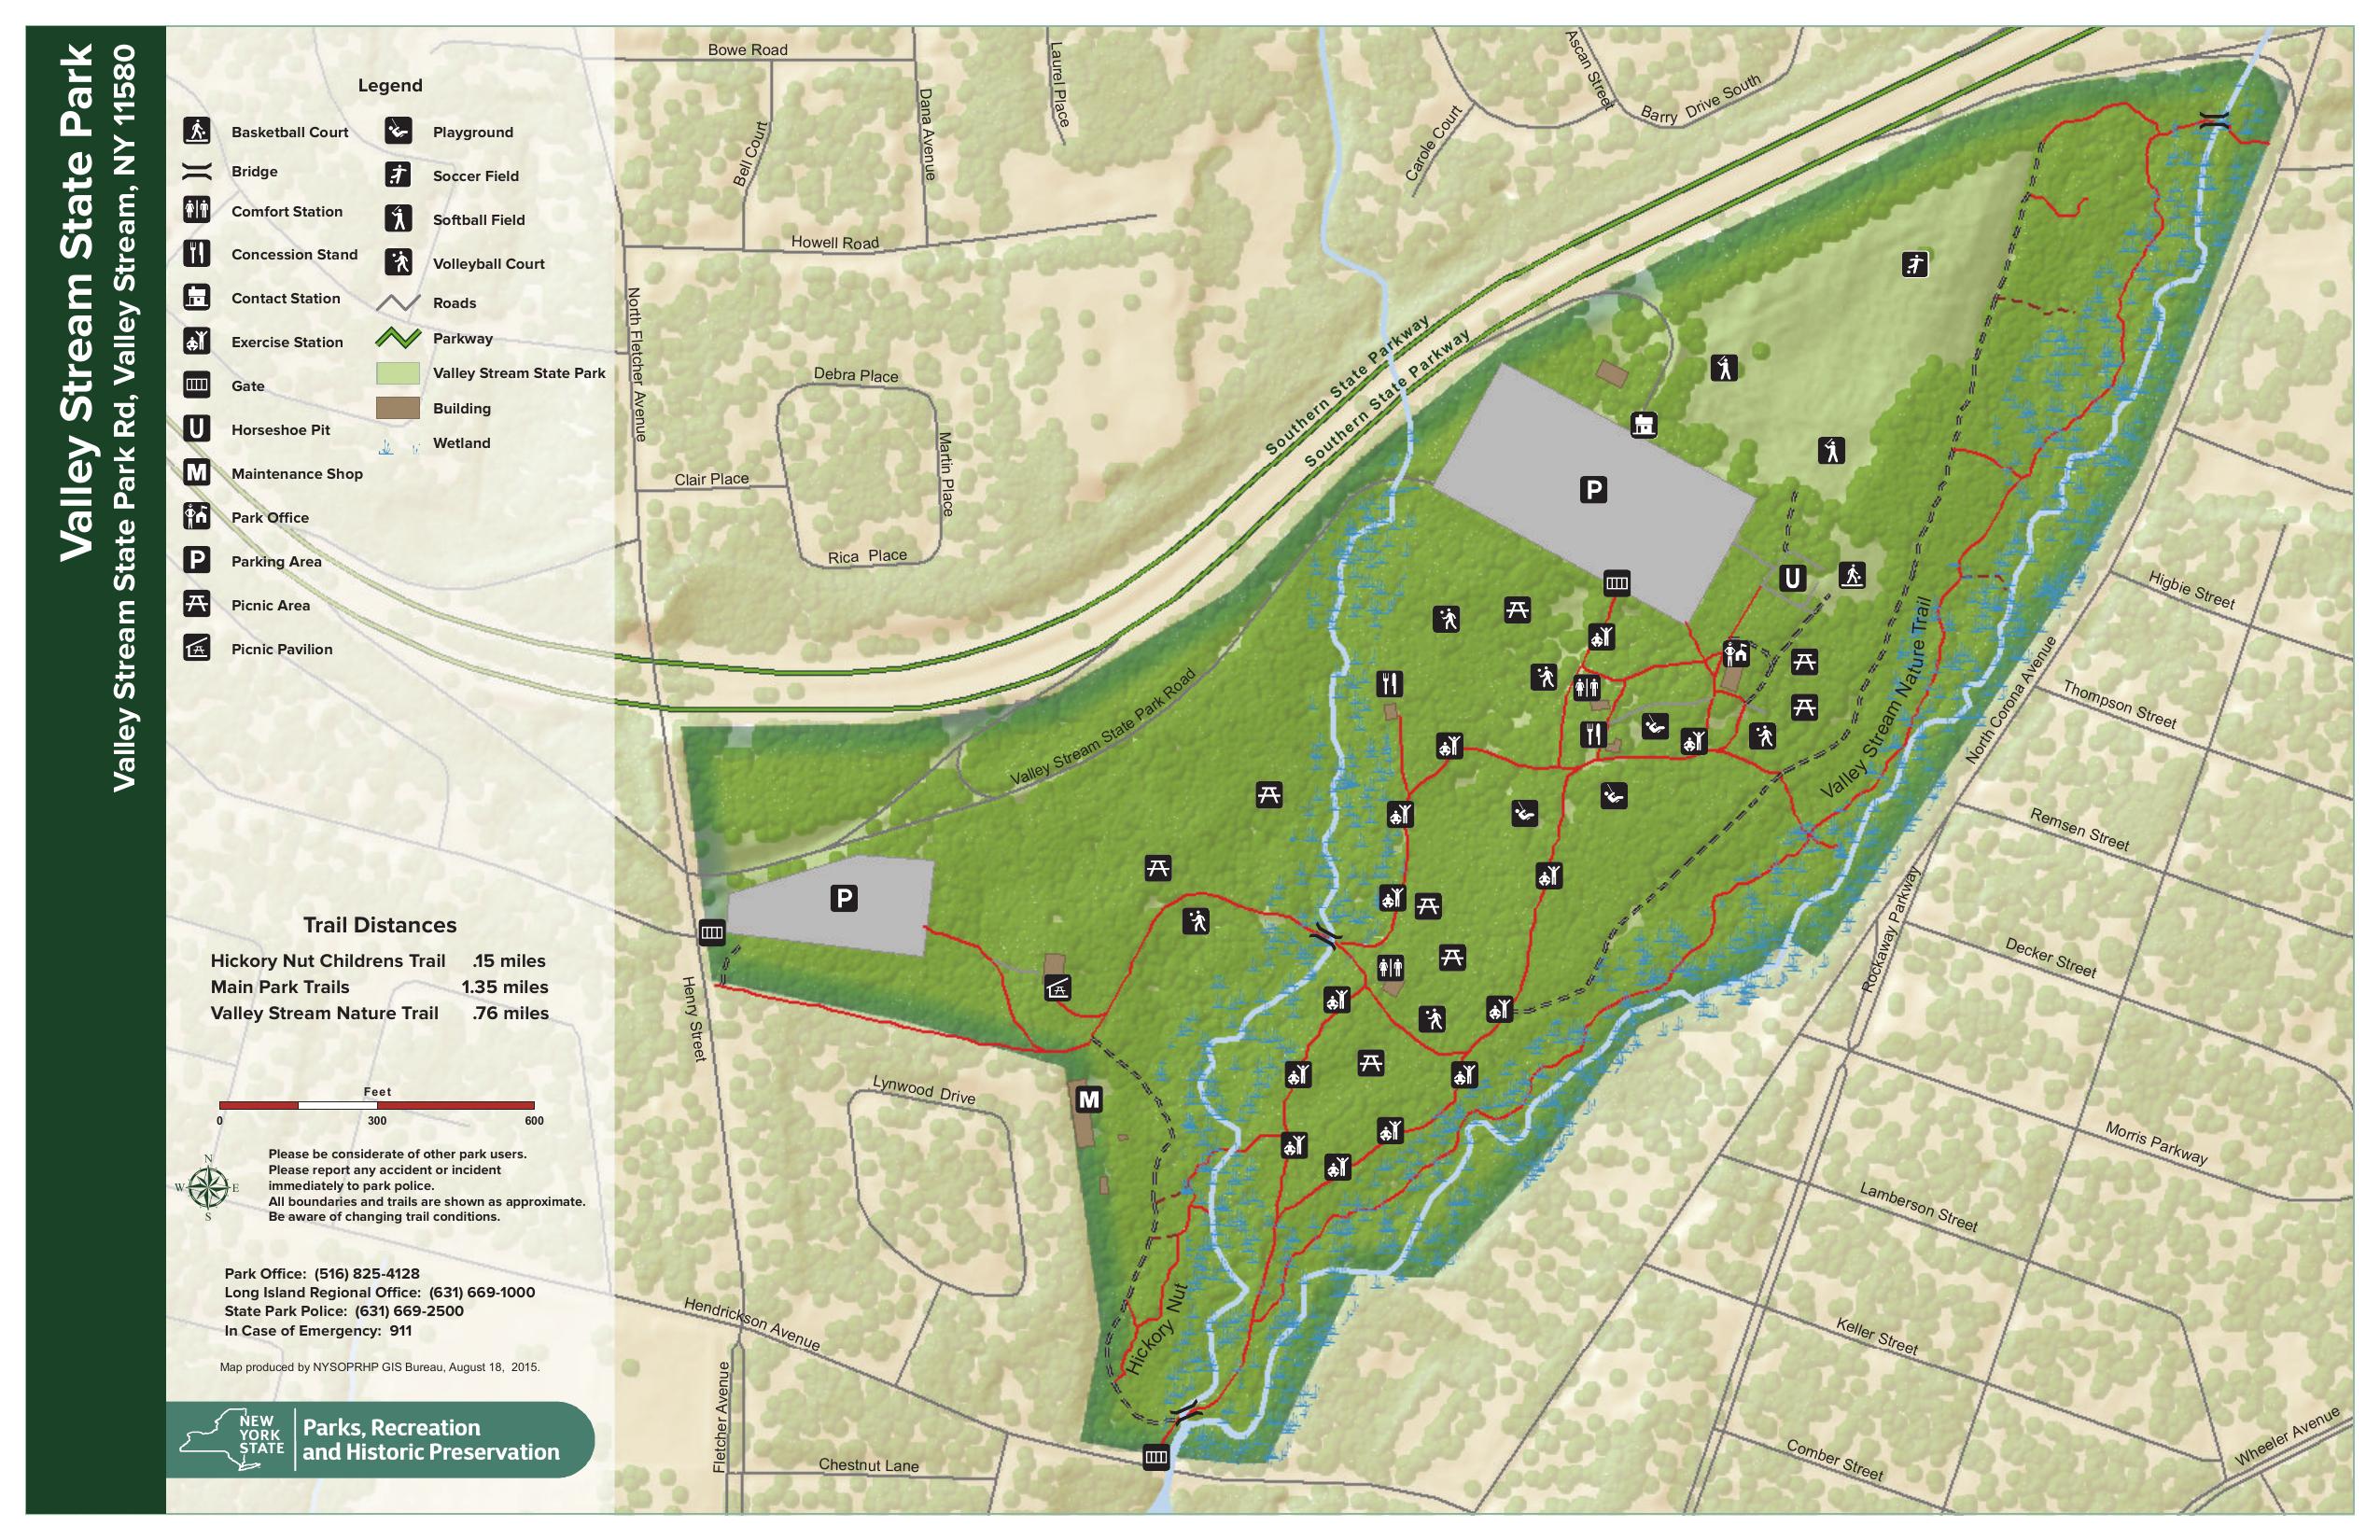 Valley Stream State Park
Valley Stream State Park Rd, Valley Stream, NY 11580
Legend
Basketball Court
Bridge
Comfort Station
Concession Stand
Contact Station
Exercise Station
Gate
U Horseshoe Pit
M Maintenance Shop
Park Office
P Parking Area
Picnic Area
Picnic Pavilion
Playground
Soccer Field
Softball Field
Volleyball Court
Roads
Parkway
Valley Stream State Park
Building
Wetland
Trail Distances
Hickory Nut Childrens Trail .15 miles
Main Park Trails 1.35 miles
Valley Stream Nature Trail .76 miles
Feet
0 300 600
N
W E
S
Please be considerate of other park users.
Please report any accident or incident
immediately to park police.
All boundaries and trails are shown as approximate.
Be aware of changing trail conditions.
Park Office: (516) 825-4128
Long Island Regional Office: (631) 669-1000
State Park Police: (631) 669-2500
In Case of Emergency: 911
Map produced by NYSOPRHP GIS Bureau, August 18, 2015.
NEW
YORK
STATE
Parks, Recreation
and Historic Preservation
Bowe Road
Laurel Place
Dana Avenue
Bell Court
Howell Road
North Fletcher Avenue
Debra Place
Martin Place
Clair Place
Rica Place
Carole Court
Ascan Street
Barry Drive South
Southern State Parkway
Southern State Parkway
P
U
Valley Stream State Park Road
Valley Stream Nature Trail
P
M
Hickory Nut
Henry Street
Lynwood Drive
Hendrickson Avenue
Fletcher Avenue
Chestnut Lane
North Corona Avenue
Rockaway Parkway
Higbie Street
Thompson Street
Remsen Street
Decker Street
Morris Parkway
Lamberson Street
Keller Street
Comber Street
Wheeler Avenue